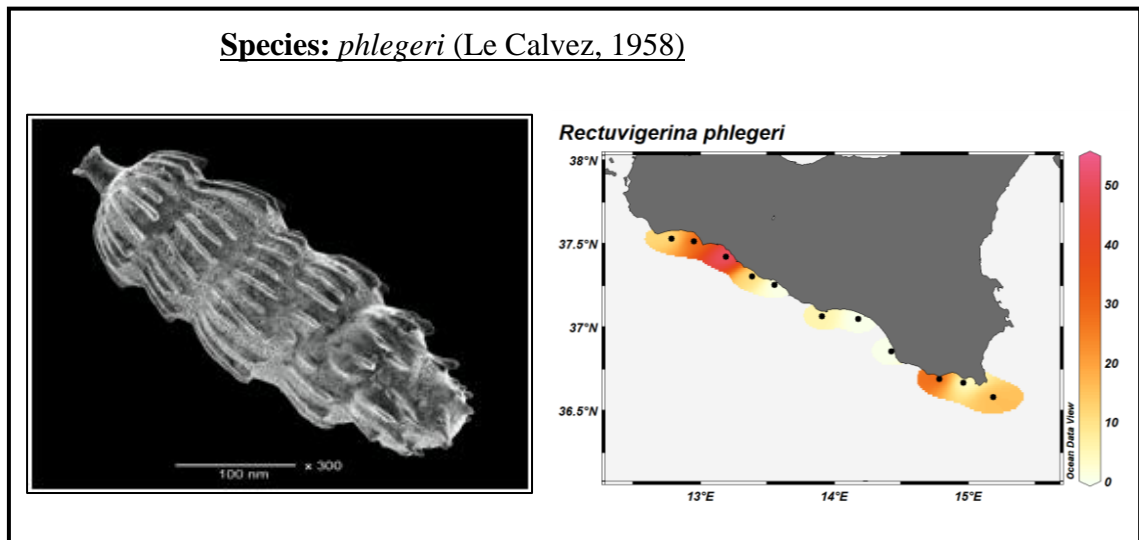 Species: phlegeri (Le Calvez, 1958)
100 nm × 300
Rectuvigerina phlegeri
38°N
37.5°N
37°N
36.5°N
13°E
14°E
15°E
50
40
30
20
10
0
Ocean Data View